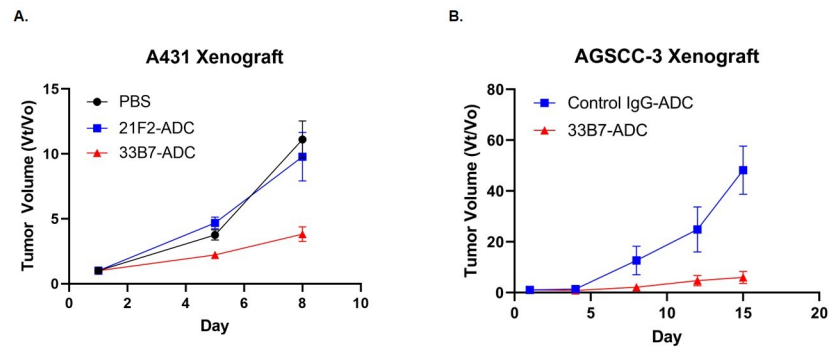 A.
A431 Xenograft
Tumor Volume (Vt/Vo)
15
10
5
0
PBS
21F2-ADC
33B7-ADC
0 2 4 6 8 10
Day
B.
AGSCC-3 Xenograft
Tumor Volume (Vt/Vo)
80
60
40
20
0
Control IgG-ADC
33B7-ADC
0 5 10 15 20
Day